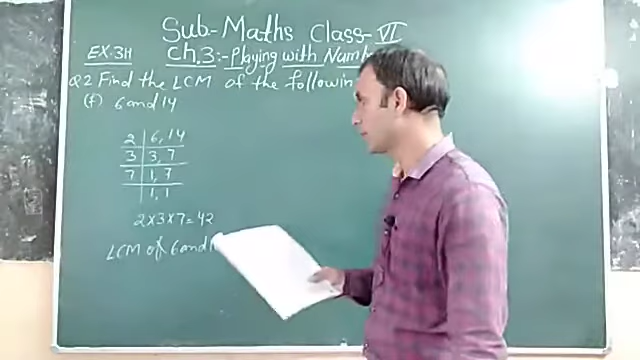 Sub-Maths Class-VI
EX:3H Ch.3:-Playing with Numb
Q2 Find the LCM of the followin
(f) 6 and 14
2 | 6, 14
3 | 3, 7
7 | 1, 7
| 1, 1
2×3×7=42
LCM of 6 and